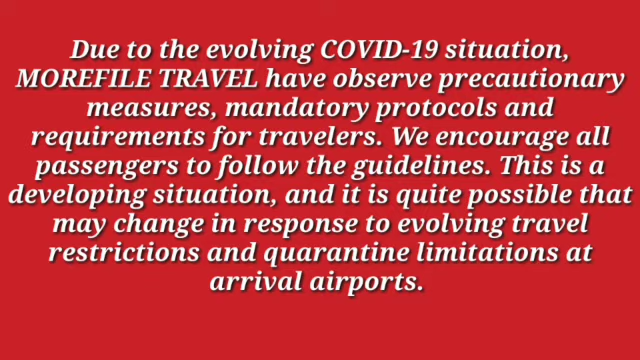 Due to the evolving COVID-19 situation,
MOREFILE TRAVEL have observe precautionary
measures, mandatory protocols and
requirements for travelers. We encourage all
passengers to follow the guidelines. This is a
developing situation, and it is quite possible that
may change in response to evolving travel
restrictions and quarantine limitations at
arrival airports.